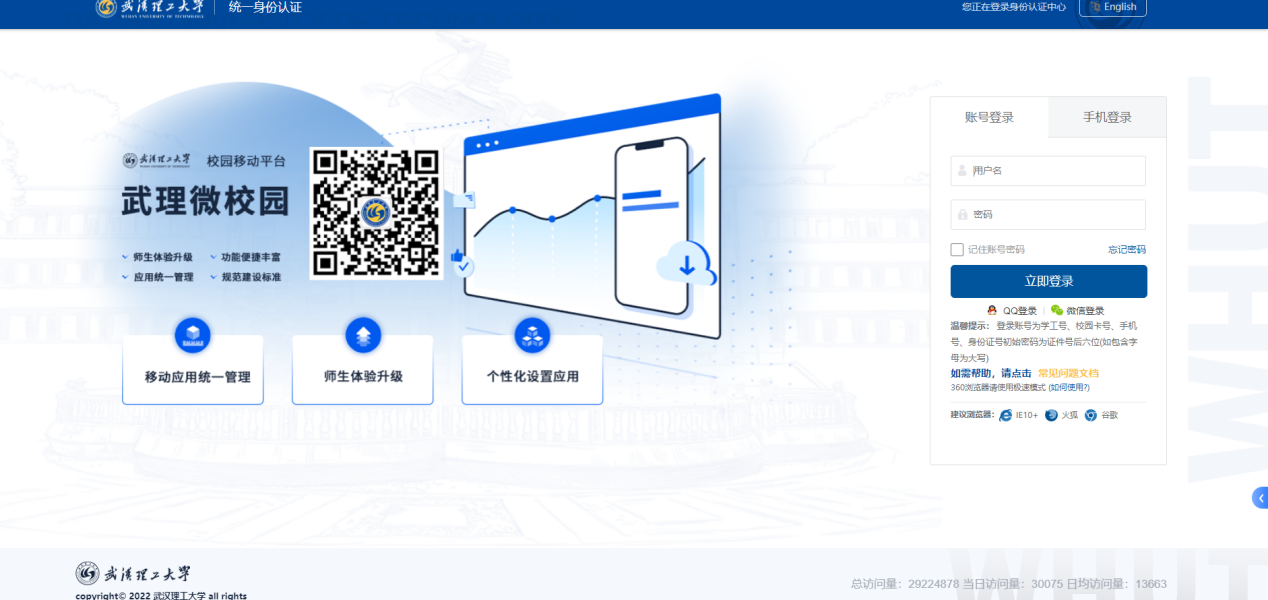 武汉理工大学
WUHAN UNIVERSITY OF TECHNOLOGY
统一身份认证
您正在登录身份认证中心
English
武汉理工大学 校园移动平台
武理微校园
师生体验升级 功能便捷丰富
应用统一管理 规范建设标准
移动应用统一管理
师生体验升级
个性化设置应用
账号登录
手机登录
用户名
密码
记住账号密码
忘记密码
立即登录
QQ登录 | 微信登录
温馨提示: 登录账号为学工号、校园卡号、手机
号、身份证号初始密码为证件号后六位(如包含字
母为大写)
如需帮助,请点击 常见问题文档
360浏览器请使用极速模式 (如何使用?)
建议浏览器: IE10+ 火狐 谷歌
WHUT
武汉理工大学
copyright© 2022 武汉理工大学 all rights
总访问量: 29224878 当日访问量: 30075 日均访问量: 13663
WHUT